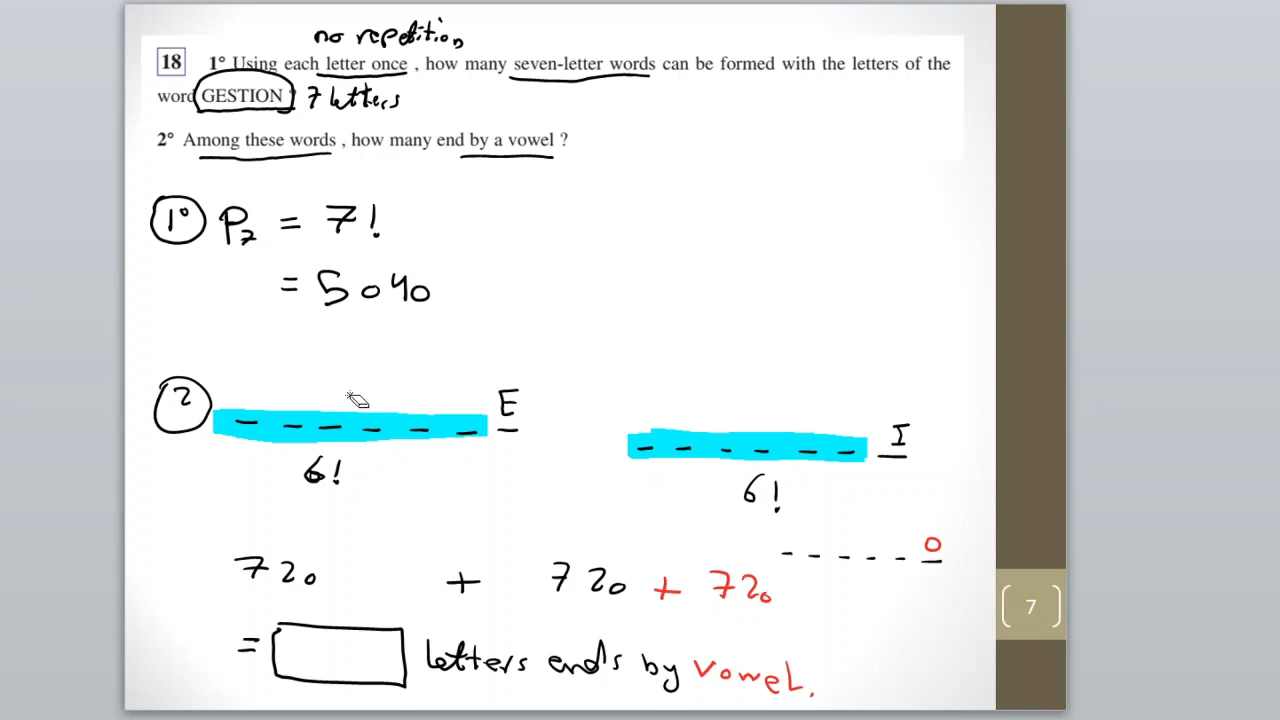 no repetition
18 1° Using each letter once , how many seven-letter words can be formed with the letters of the
word GESTION ? 7 letters
2° Among these words , how many end by a vowel ?
1° P7 = 7!
= 5040
2 _ _ _ _ _ _ E
_ _ _ _ _ _ I
6!
6!
- - - - - O
720 + 720 + 720
= letters ends by vowel.
7